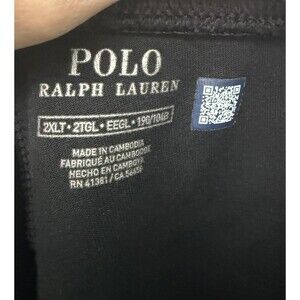 POLO
RALPH LAUREN
2XLT • 2TGL • EEGL • 190/104B
MADE IN CAMBODIA
FABRIQUÉ AU CAMBODGE
HECHO EN CAMBOYA
RN 41381 / CA 56458